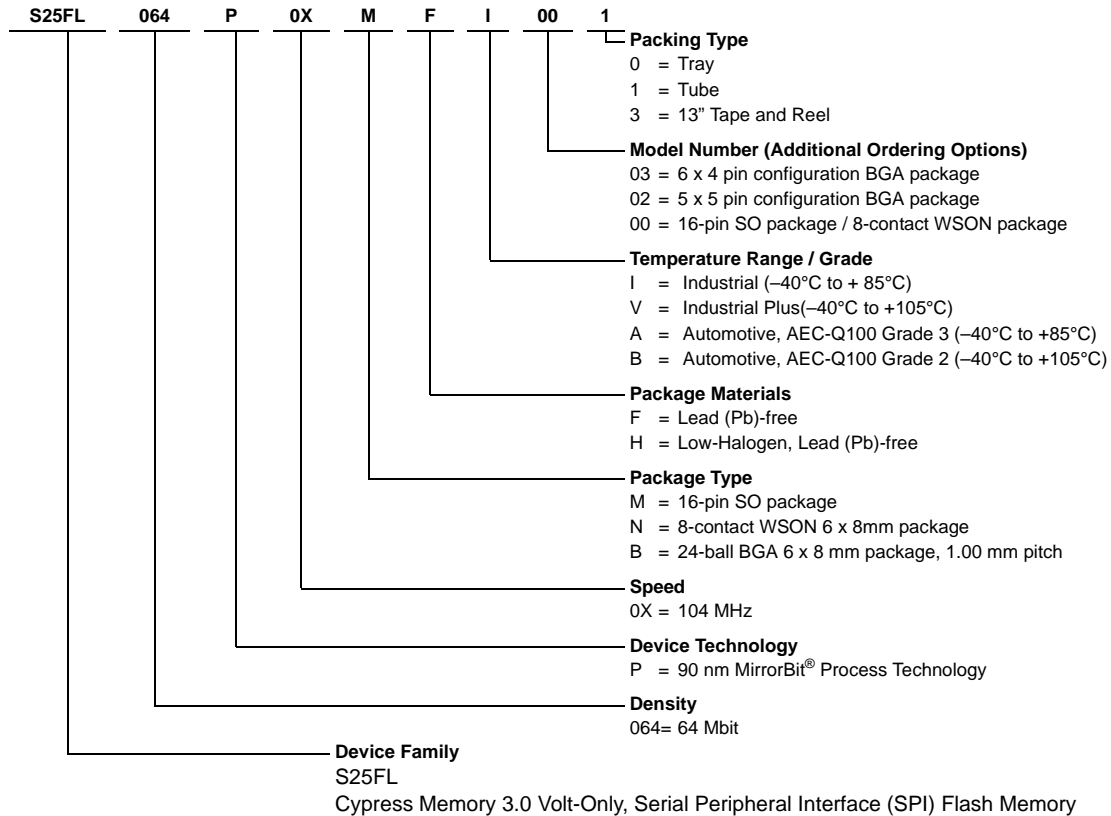 S25FL 064 P 0X M F I 00 1
Packing Type
0 = Tray
1 = Tube
3 = 13” Tape and Reel
Model Number (Additional Ordering Options)
03 = 6 x 4 pin configuration BGA package
02 = 5 x 5 pin configuration BGA package
00 = 16-pin SO package / 8-contact WSON package
Temperature Range / Grade
I = Industrial (–40°C to + 85°C)
V = Industrial Plus(–40°C to +105°C)
A = Automotive, AEC-Q100 Grade 3 (–40°C to +85°C)
B = Automotive, AEC-Q100 Grade 2 (–40°C to +105°C)
Package Materials
F = Lead (Pb)-free
H = Low-Halogen, Lead (Pb)-free
Package Type
M = 16-pin SO package
N = 8-contact WSON 6 x 8mm package
B = 24-ball BGA 6 x 8 mm package, 1.00 mm pitch
Speed
0X = 104 MHz
Device Technology
P = 90 nm MirrorBit® Process Technology
Density
064= 64 Mbit
Device Family
S25FL
Cypress Memory 3.0 Volt-Only, Serial Peripheral Interface (SPI) Flash Memory